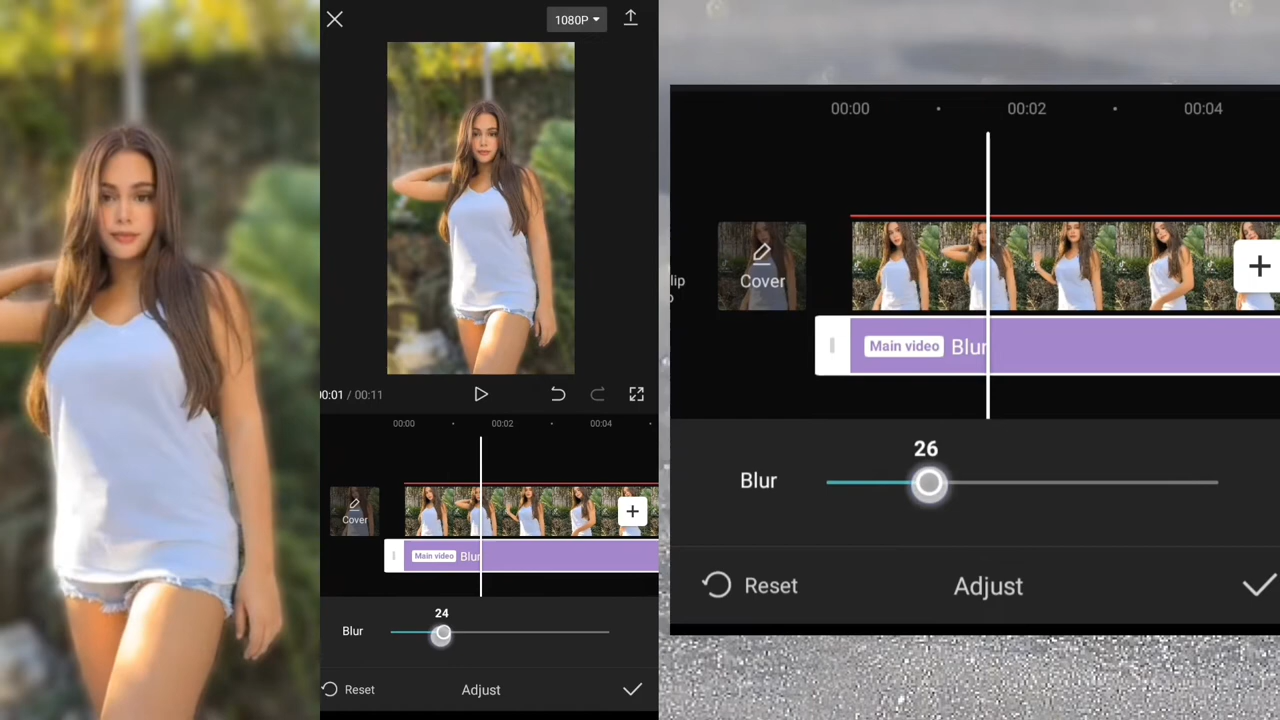 1080P
00:01 / 00:11
00:00
00:02
00:04
Cover
Main video Blur
24
Blur
Reset
Adjust
00:00
00:02
00:04
lip
Cover
Main video Blur
26
Blur
Reset
Adjust